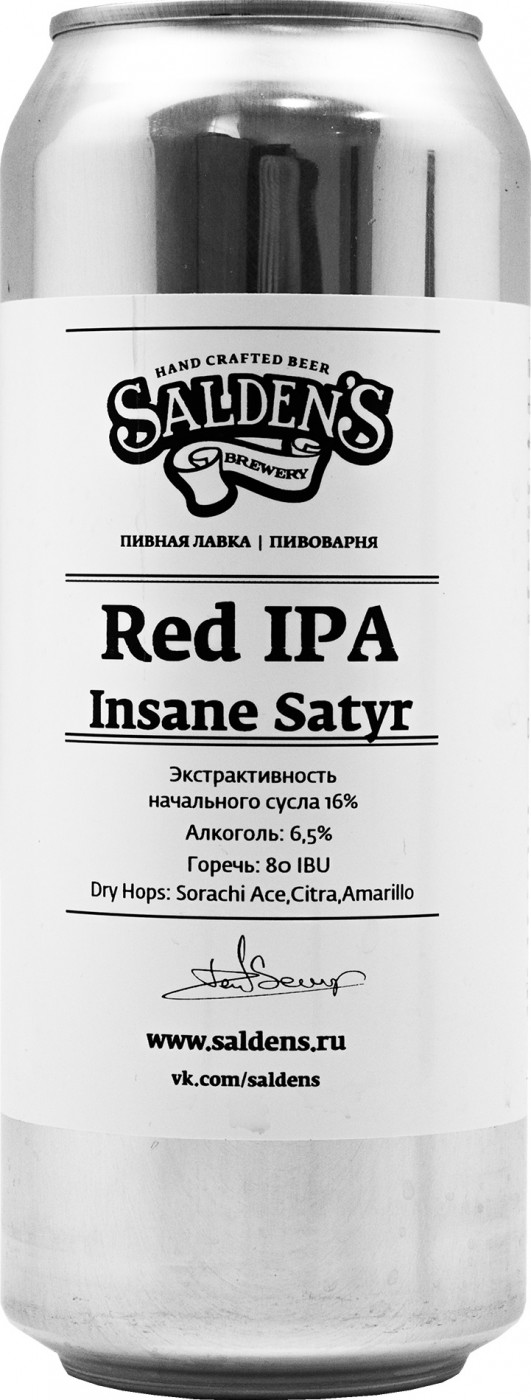 HAND CRAFTED BEER
SALDEN'S
BREWERY
ПИВНАЯ ЛАВКА | ПИВОВАРНЯ
Red IPA
Insane Satyr
Экстрактивность
начального сусла 16%
Алкоголь: 6,5%
Горечь: 80 IBU
Dry Hops: Sorachi Ace,Citra,Amarillo
www.saldens.ru
vk.com/saldens